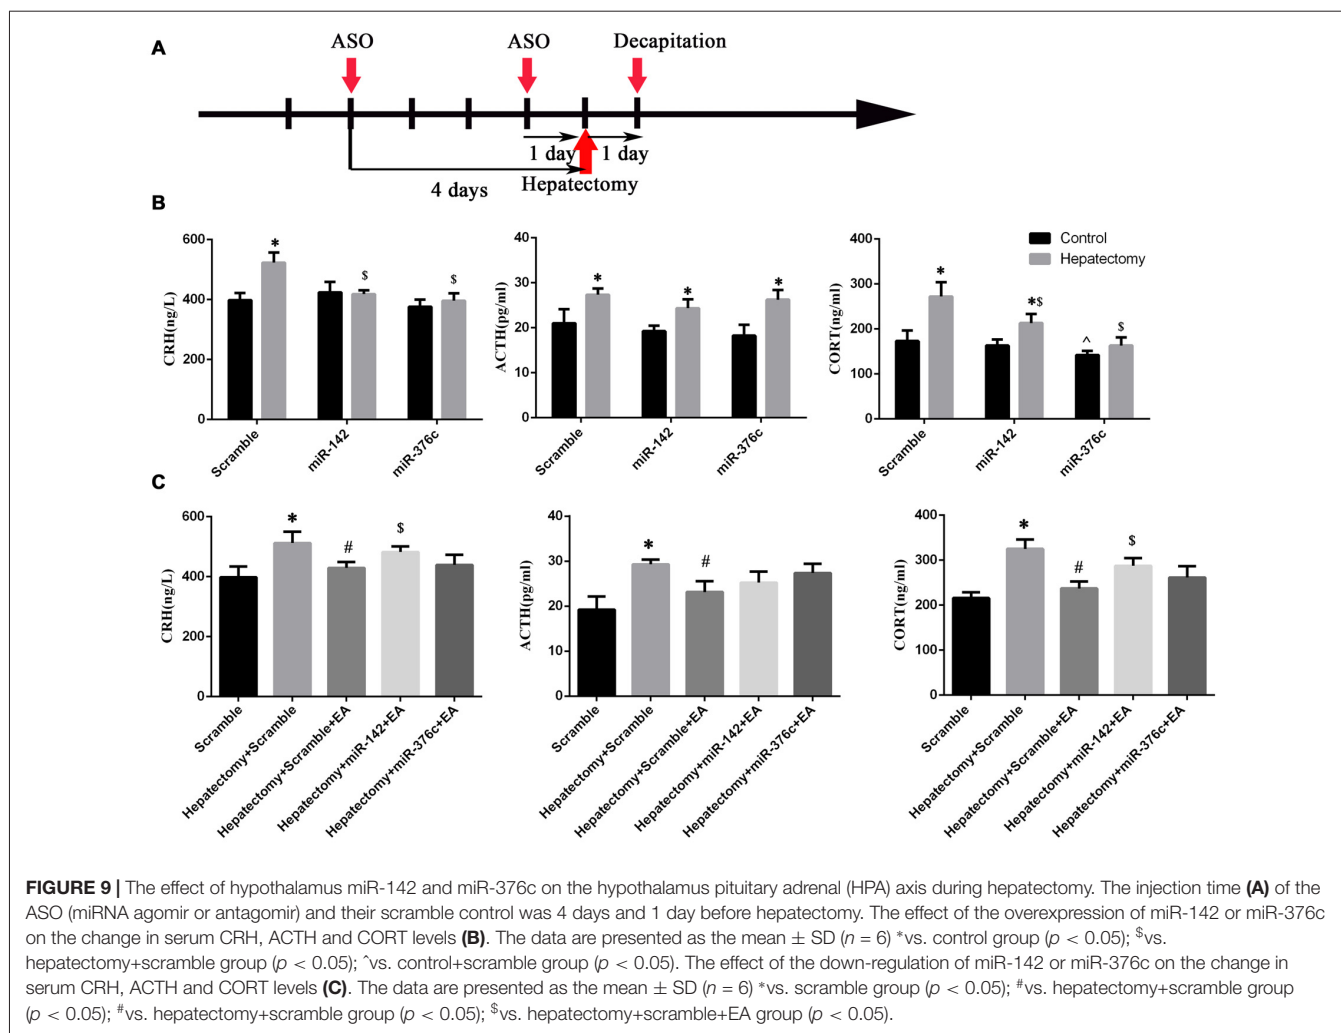 A
ASO
ASO
Decapitation
1 day
1 day
4 days
Hepatectomy
B
600
400
200
0
CRH(ng/L)
*
$
$
Scramble
miR-142
miR-376c
40
30
20
10
0
ACTH(pg/ml)
*
*
*
Scramble
miR-142
miR-376c
400
300
200
100
0
CORT(ng/ml)
*
*$
^
$
Scramble
miR-142
miR-376c
Control
Hepatectomy
C
600
400
200
0
CRH(ng/L)
*
#
$
Scramble
Hepatectomy+Scramble
Hepatectomy+Scramble+EA
Hepatectomy+miR-142+EA
Hepatectomy+miR-376c+EA
40
30
20
10
0
ACTH(pg/ml)
*
#
Scramble
Hepatectomy+Scramble
Hepatectomy+Scramble+EA
Hepatectomy+miR-142+EA
Hepatectomy+miR-376c+EA
400
300
200
100
0
CORT(ng/ml)
*
#
$
Scramble
Hepatectomy+Scramble
Hepatectomy+Scramble+EA
Hepatectomy+miR-142+EA
Hepatectomy+miR-376c+EA
FIGURE 9 | The effect of hypothalamus miR-142 and miR-376c on the hypothalamus pituitary adrenal (HPA) axis during hepatectomy. The injection time (A) of the
ASO (miRNA agomir or antagomir) and their scramble control was 4 days and 1 day before hepatectomy. The effect of the overexpression of miR-142 or miR-376c
on the change in serum CRH, ACTH and CORT levels (B). The data are presented as the mean ± SD (n = 6) *vs. control group (p < 0.05); $vs.
hepatectomy+scramble group (p < 0.05); ^vs. control+scramble group (p < 0.05). The effect of the down-regulation of miR-142 or miR-376c on the change in
serum CRH, ACTH and CORT levels (C). The data are presented as the mean ± SD (n = 6) *vs. scramble group (p < 0.05); #vs. hepatectomy+scramble group
(p < 0.05); #vs. hepatectomy+scramble group (p < 0.05); $vs. hepatectomy+scramble+EA group (p < 0.05).